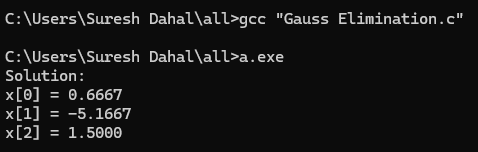 C:\Users\Suresh Dahal\all>gcc "Gauss Elimination.c"
C:\Users\Suresh Dahal\all>a.exe
Solution:
x[0] = 0.6667
x[1] = -5.1667
x[2] = 1.5000